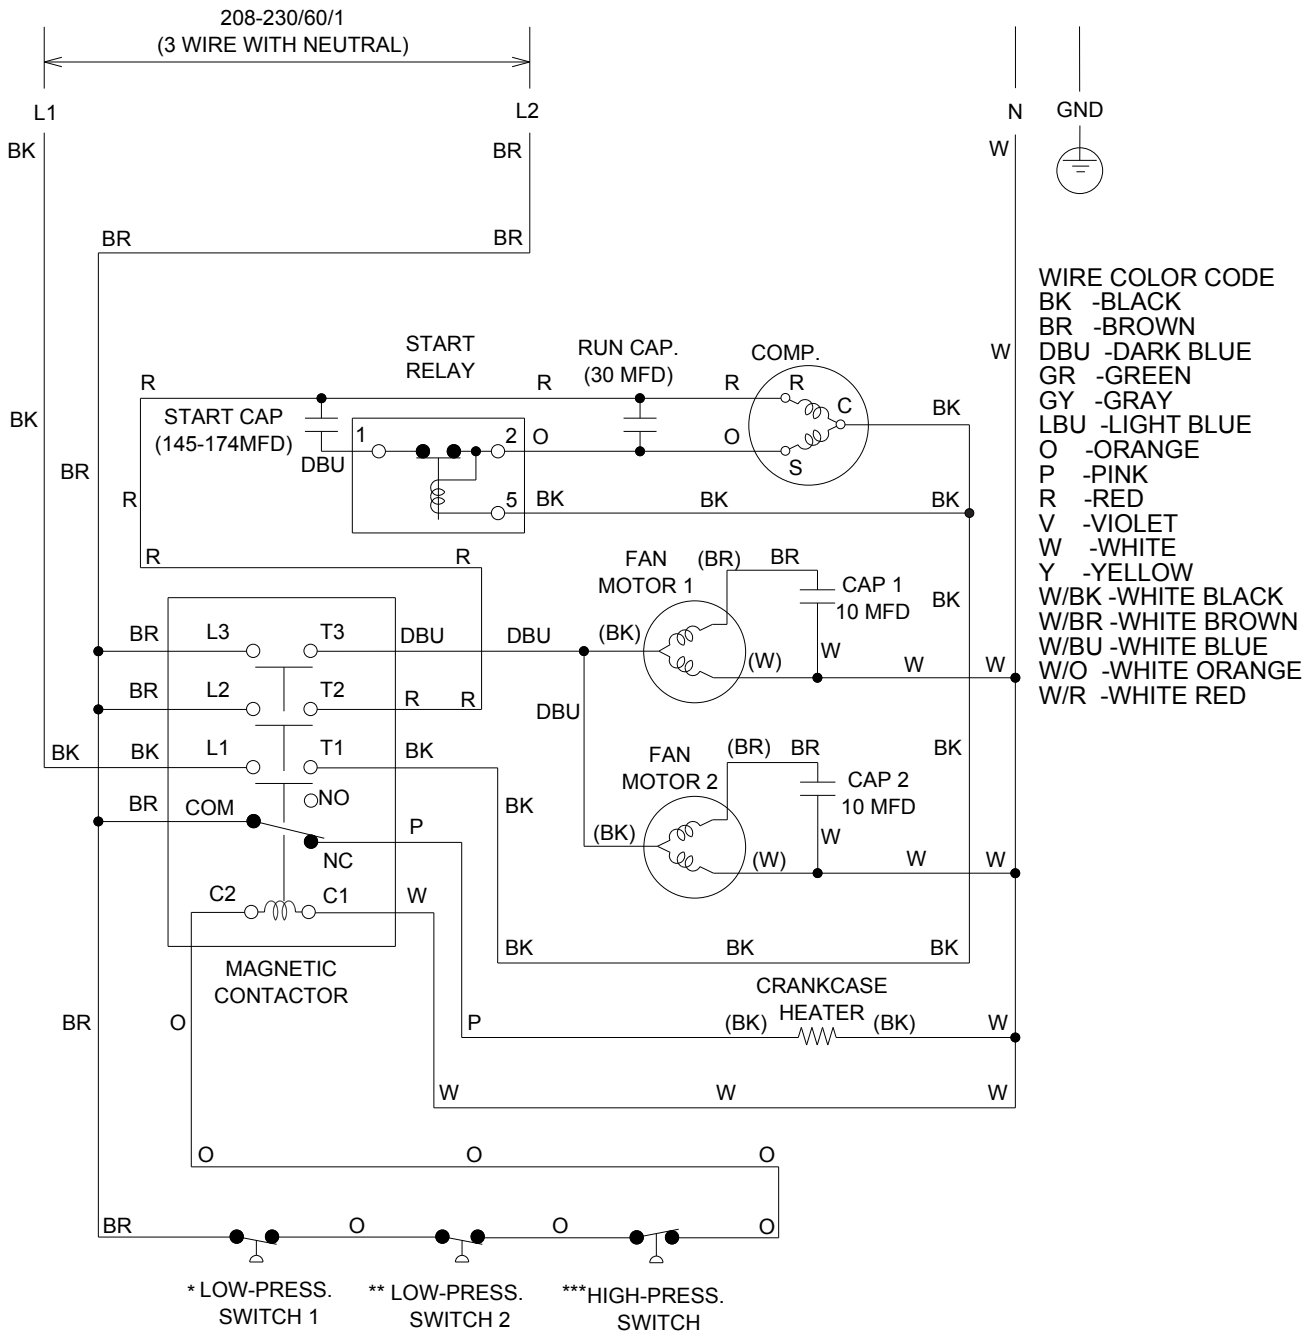 208-230/60/1
(3 WIRE WITH NEUTRAL)
L1
L2
N
GND
BK
BR
W
BR
BR
WIRE COLOR CODE
BK -BLACK
BR -BROWN
DBU -DARK BLUE
GR -GREEN
GY -GRAY
LBU -LIGHT BLUE
O -ORANGE
P -PINK
R -RED
V -VIOLET
W -WHITE
Y -YELLOW
W/BK -WHITE BLACK
W/BR -WHITE BROWN
W/BU -WHITE BLUE
W/O -WHITE ORANGE
W/R -WHITE RED
W
START
RELAY
RUN CAP.
(30 MFD)
COMP.
R
R
R
R
C
BK
BK
START CAP
(145-174MFD)
1
2
O
O
S
DBU
BR
R
5
BK
BK
BK
R
R
FAN
MOTOR 1
(BR)
BR
CAP 1
10 MFD
BK
BR
L3
T3
DBU
DBU
(BK)
(W)
W
W
W
BR
L2
T2
R
R
DBU
BK
BK
L1
T1
BK
FAN
MOTOR 2
(BR)
BR
CAP 2
10 MFD
BK
BR
COM
NO
BK
P
(BK)
W
NC
(W)
W
W
C2
C1
W
BK
BK
BK
MAGNETIC
CONTACTOR
CRANKCASE
HEATER
BR
O
P
(BK)
(BK)
W
W
W
W
O
O
O
BR
O
O
O
* LOW-PRESS.
SWITCH 1
** LOW-PRESS.
SWITCH 2
***HIGH-PRESS.
SWITCH